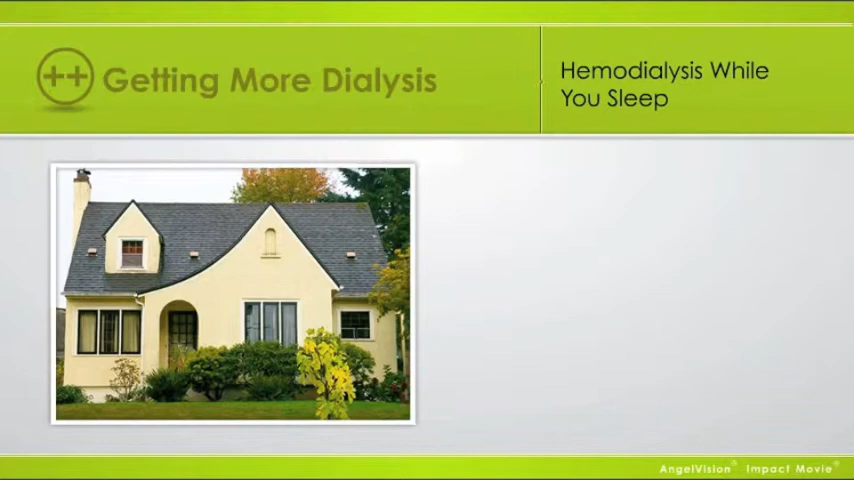 ++ Getting More Dialysis
Hemodialysis While
You Sleep
AngelVision® Impact Movie®